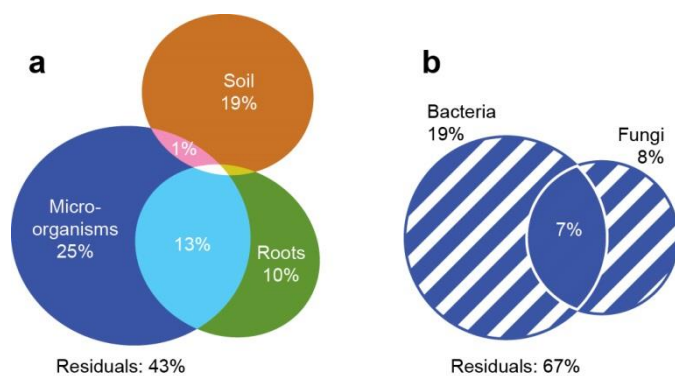 a
Soil
19%
1%
Micro-
organisms
25%
13%
Roots
10%
Residuals: 43%
b
Bacteria
19%
Fungi
8%
7%
Residuals: 67%